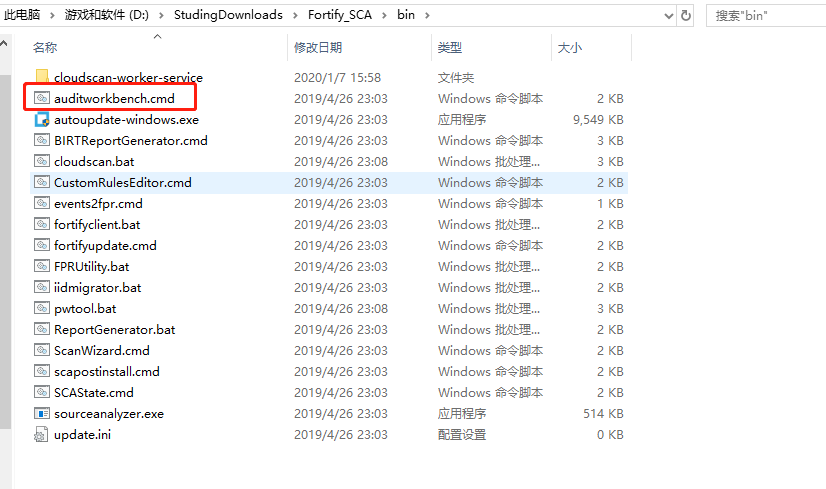 此电脑 > 游戏和软件 (D:) > StudingDownloads > Fortify_SCA > bin > 搜索"bin"
名称 修改日期 类型 大小
cloudscan-worker-service 2020/1/7 15:58 文件夹
auditworkbench.cmd 2019/4/26 23:03 Windows 命令脚本 2 KB
autoupdate-windows.exe 2019/4/26 23:03 应用程序 9,549 KB
BIRTReportGenerator.cmd 2019/4/26 23:03 Windows 命令脚本 3 KB
cloudscan.bat 2019/4/26 23:08 Windows 批处理... 3 KB
CustomRulesEditor.cmd 2019/4/26 23:03 Windows 命令脚本 2 KB
events2fpr.cmd 2019/4/26 23:03 Windows 命令脚本 1 KB
fortifyclient.bat 2019/4/26 23:03 Windows 批处理... 2 KB
fortifyupdate.cmd 2019/4/26 23:03 Windows 命令脚本 2 KB
FPRUtility.bat 2019/4/26 23:03 Windows 批处理... 2 KB
iidmigrator.bat 2019/4/26 23:03 Windows 批处理... 2 KB
pwtool.bat 2019/4/26 23:08 Windows 批处理... 3 KB
ReportGenerator.bat 2019/4/26 23:03 Windows 批处理... 2 KB
ScanWizard.cmd 2019/4/26 23:03 Windows 命令脚本 2 KB
scapostinstall.cmd 2019/4/26 23:03 Windows 命令脚本 2 KB
SCAState.cmd 2019/4/26 23:03 Windows 命令脚本 2 KB
sourceanalyzer.exe 2019/4/26 23:03 应用程序 514 KB
update.ini 2019/4/26 23:03 配置设置 0 KB